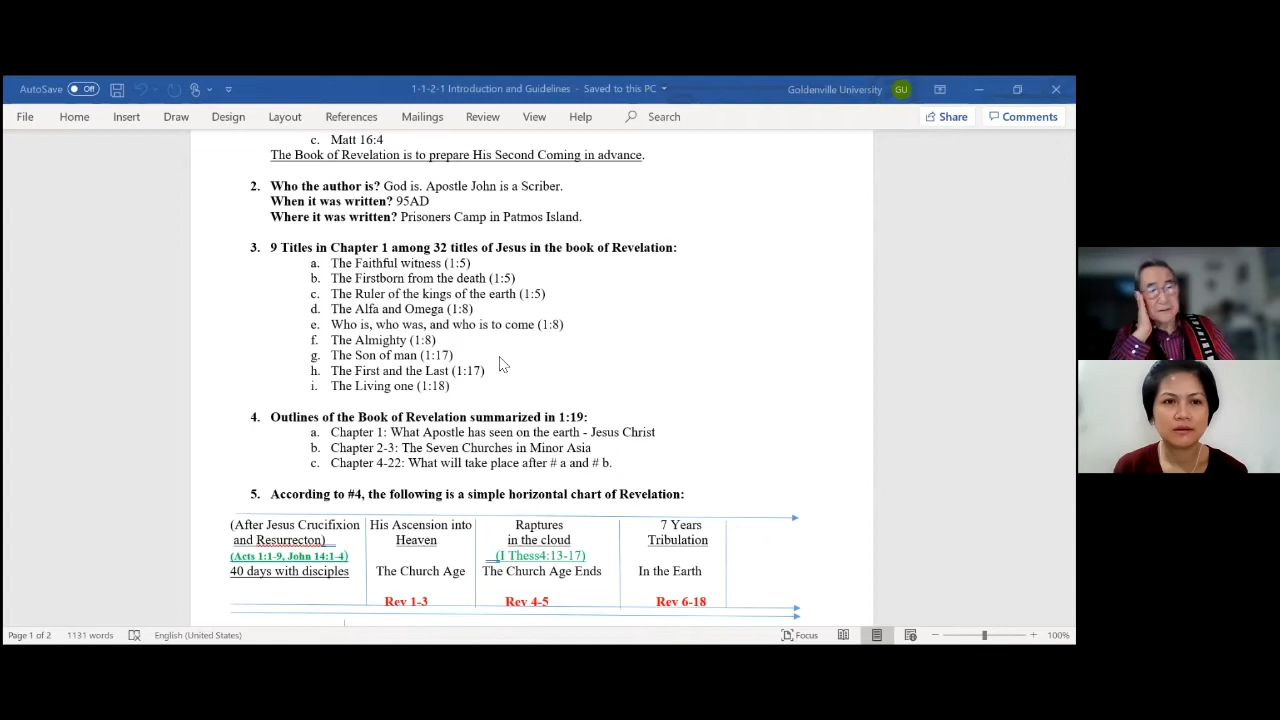 AutoSave Off 1-1-2-1 Introduction and Guidelines - Saved to this PC Goldenville University GU
File Home Insert Draw Design Layout References Mailings Review View Help Search Share Comments
c. Matt 16:4
The Book of Revelation is to prepare His Second Coming in advance.
2. Who the author is? God is. Apostle John is a Scriber.
When it was written? 95AD
Where it was written? Prisoners Camp in Patmos Island.
3. 9 Titles in Chapter 1 among 32 titles of Jesus in the book of Revelation:
a. The Faithful witness (1:5)
b. The Firstborn from the death (1:5)
c. The Ruler of the kings of the earth (1:5)
d. The Alfa and Omega (1:8)
e. Who is, who was, and who is to come (1:8)
f. The Almighty (1:8)
g. The Son of man (1:17)
h. The First and the Last (1:17)
i. The Living one (1:18)
4. Outlines of the Book of Revelation summarized in 1:19:
a. Chapter 1: What Apostle has seen on the earth - Jesus Christ
b. Chapter 2-3: The Seven Churches in Minor Asia
c. Chapter 4-22: What will take place after # a and # b.
5. According to #4, the following is a simple horizontal chart of Revelation:
(After Jesus Crucifixion His Ascension into Raptures 7 Years
and Resurrecton) Heaven in the cloud Tribulation
(Acts 1:1-9, John 14:1-4) (I Thess4:13-17)
40 days with disciples The Church Age The Church Age Ends In the Earth
Rev 1-3 Rev 4-5 Rev 6-18
Page 1 of 2 1131 words English (United States) Focus 100%